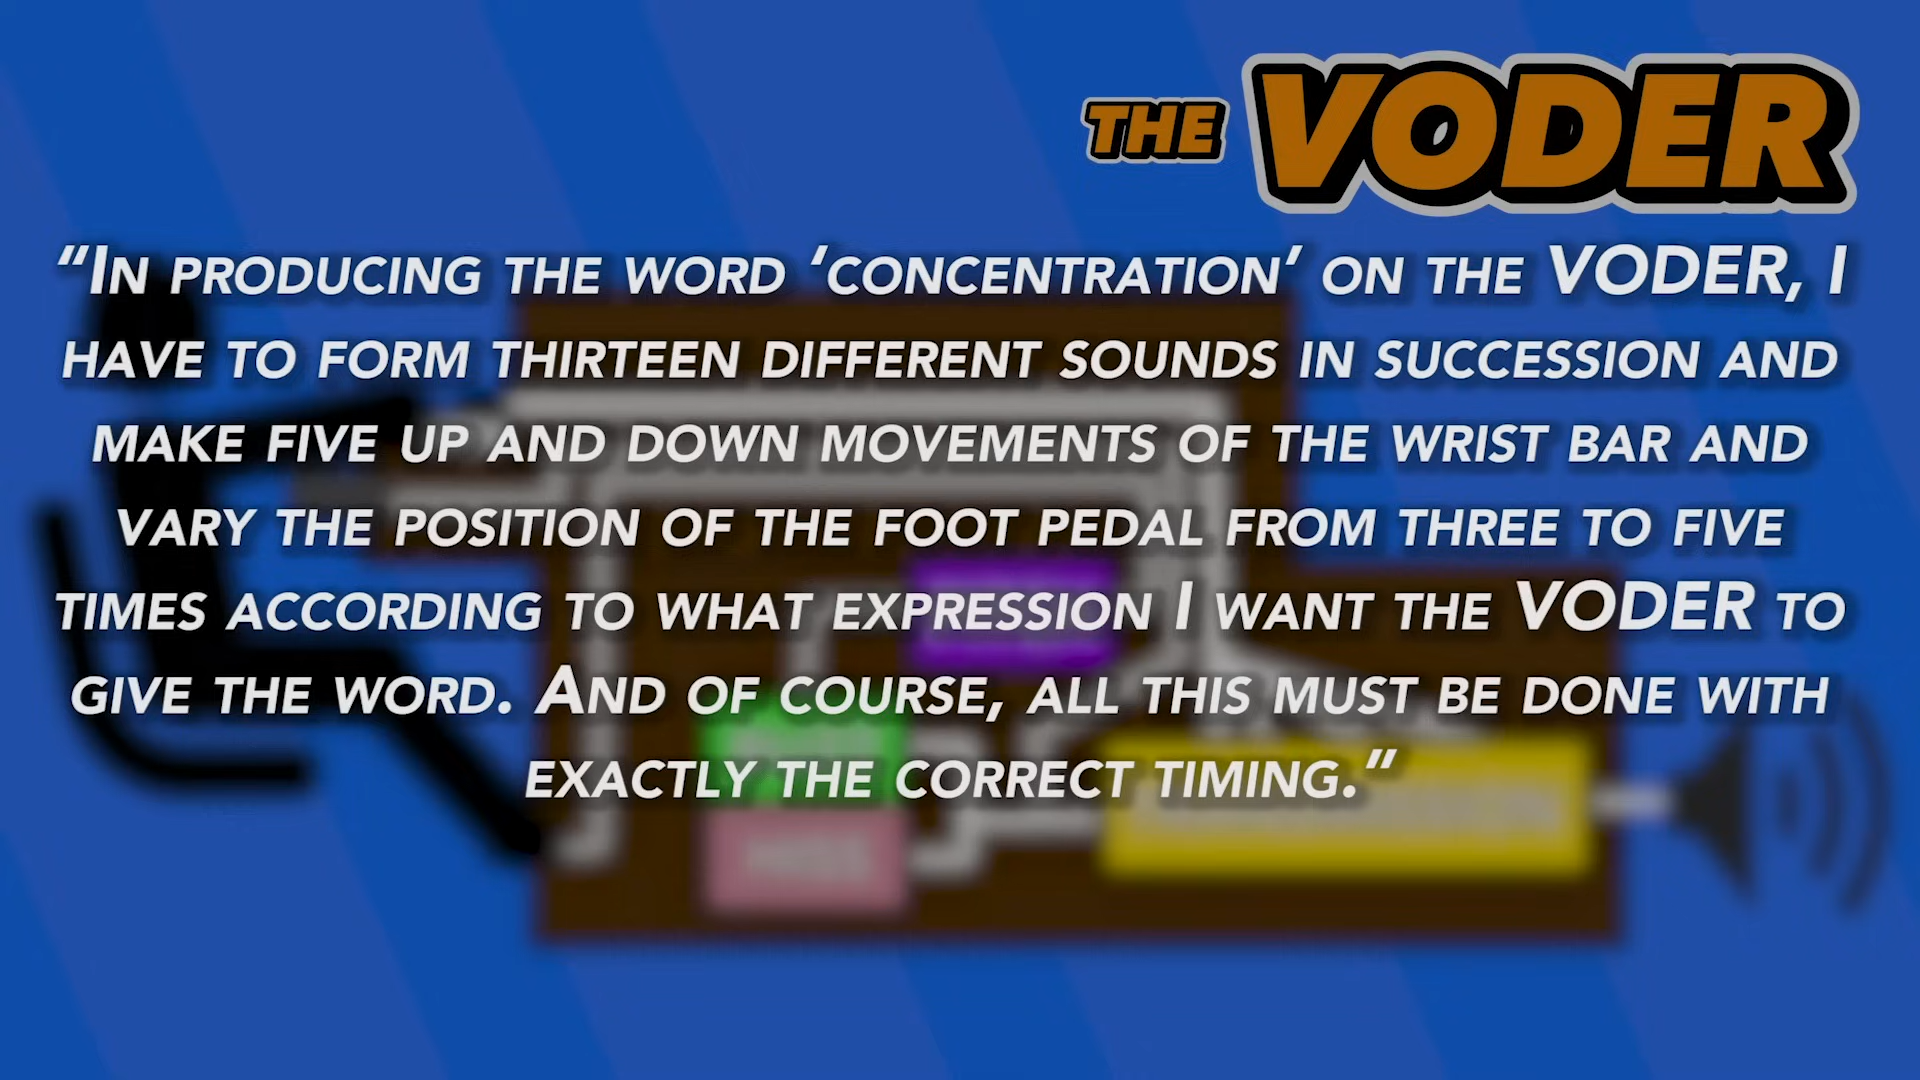 THE VODER
“IN PRODUCING THE WORD ‘CONCENTRATION’ ON THE VODER, I
HAVE TO FORM THIRTEEN DIFFERENT SOUNDS IN SUCCESSION AND
MAKE FIVE UP AND DOWN MOVEMENTS OF THE WRIST BAR AND
VARY THE POSITION OF THE FOOT PEDAL FROM THREE TO FIVE
TIMES ACCORDING TO WHAT EXPRESSION I WANT THE VODER TO
GIVE THE WORD. AND OF COURSE, ALL THIS MUST BE DONE WITH
EXACTLY THE CORRECT TIMING.”